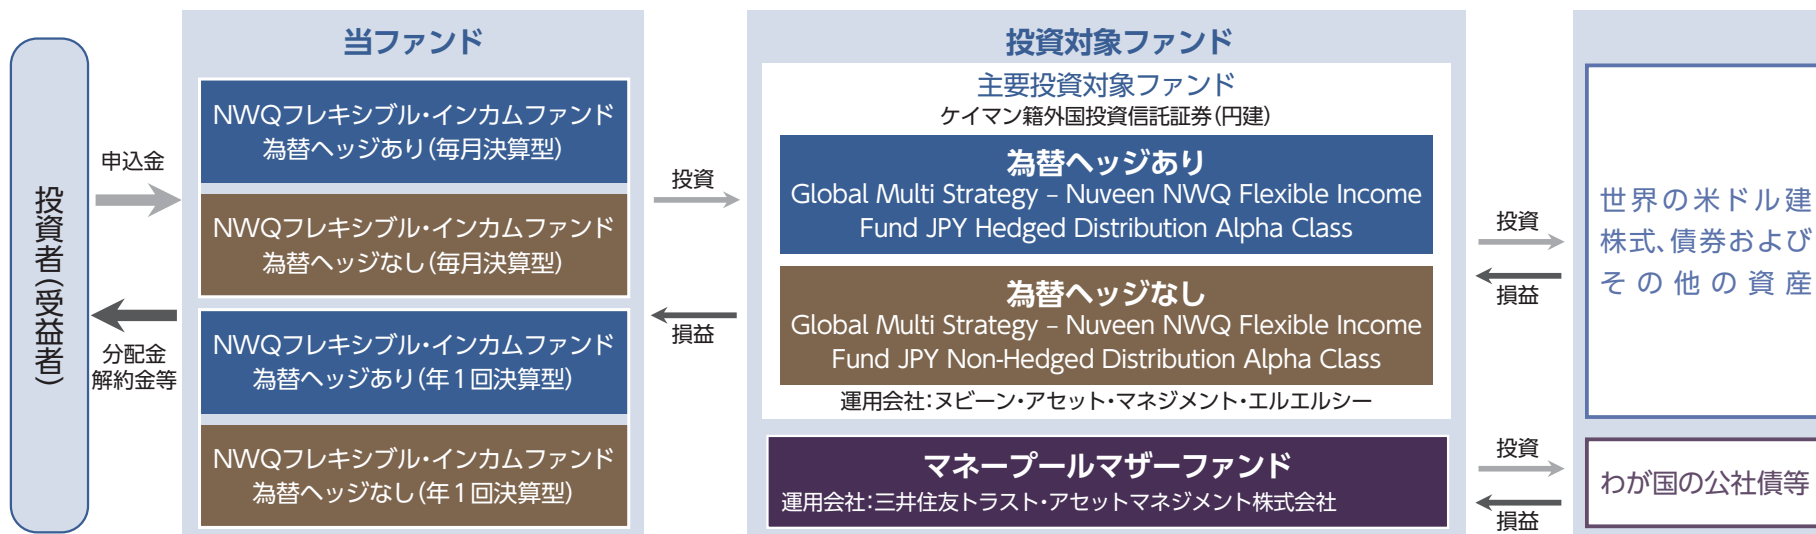 投資者(受益者)
申込金
分配金
解約金等
当ファンド
NWQフレキシブル・インカムファンド
為替ヘッジあり(毎月決算型)
NWQフレキシブル・インカムファンド
為替ヘッジなし(毎月決算型)
NWQフレキシブル・インカムファンド
為替ヘッジあり(年1回決算型)
NWQフレキシブル・インカムファンド
為替ヘッジなし(年1回決算型)
投資
損益
投資対象ファンド
主要投資対象ファンド
ケイマン籍外国投資信託証券(円建)
為替ヘッジあり
Global Multi Strategy – Nuveen NWQ Flexible Income
Fund JPY Hedged Distribution Alpha Class
為替ヘッジなし
Global Multi Strategy – Nuveen NWQ Flexible Income
Fund JPY Non-Hedged Distribution Alpha Class
運用会社:ヌビーン・アセット・マネジメント・エルエルシー
マネープールマザーファンド
運用会社:三井住友トラスト・アセットマネジメント株式会社
投資
損益
投資
損益
世界の米ドル建
株式、債券および
その他の資産
わが国の公社債等